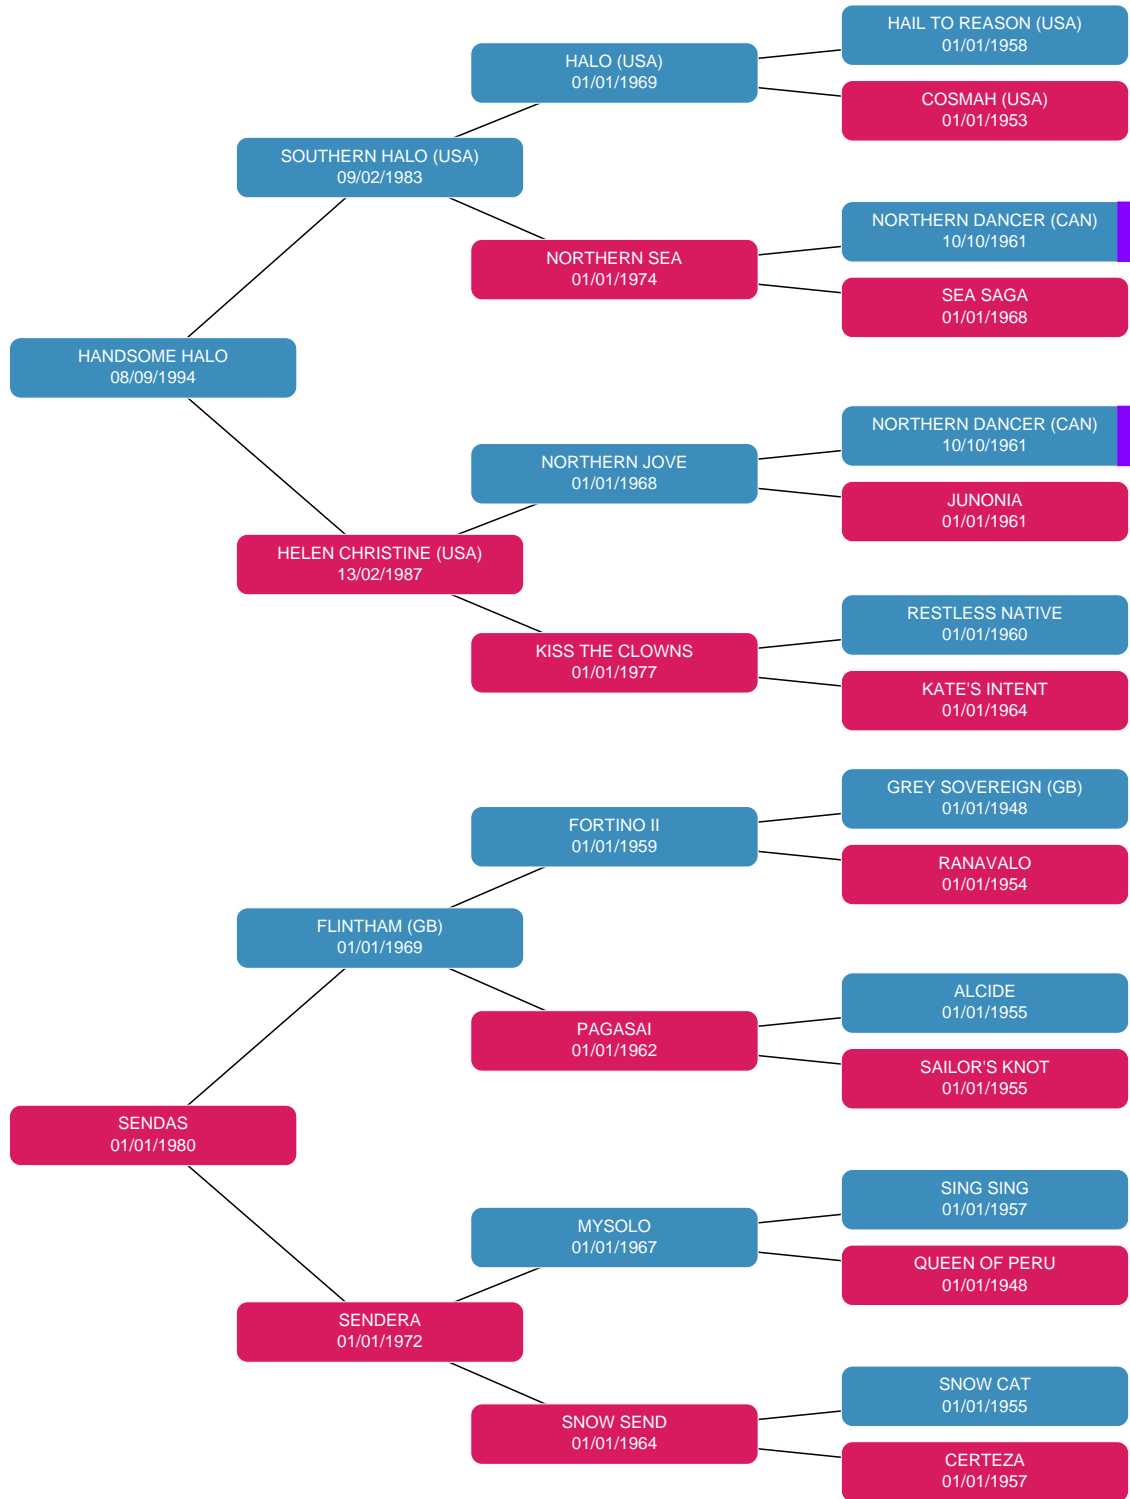 HAIL TO REASON (USA)
01/01/1958
HALO (USA)
01/01/1969
COSMAH (USA)
01/01/1953
SOUTHERN HALO (USA)
09/02/1983
NORTHERN DANCER (CAN)
10/10/1961
NORTHERN SEA
01/01/1974
SEA SAGA
01/01/1968
HANDSOME HALO
08/09/1994
NORTHERN DANCER (CAN)
10/10/1961
NORTHERN JOVE
01/01/1968
JUNONIA
01/01/1961
HELEN CHRISTINE (USA)
13/02/1987
RESTLESS NATIVE
01/01/1960
KISS THE CLOWNS
01/01/1977
KATE'S INTENT
01/01/1964
GREY SOVEREIGN (GB)
01/01/1948
FORTINO II
01/01/1959
RANAVALO
01/01/1954
FLINTHAM (GB)
01/01/1969
ALCIDE
01/01/1955
PAGASAI
01/01/1962
SAILOR'S KNOT
01/01/1955
SENDAS
01/01/1980
SING SING
01/01/1957
MYSOLO
01/01/1967
QUEEN OF PERU
01/01/1948
SENDERA
01/01/1972
SNOW CAT
01/01/1955
SNOW SEND
01/01/1964
CERTEZA
01/01/1957